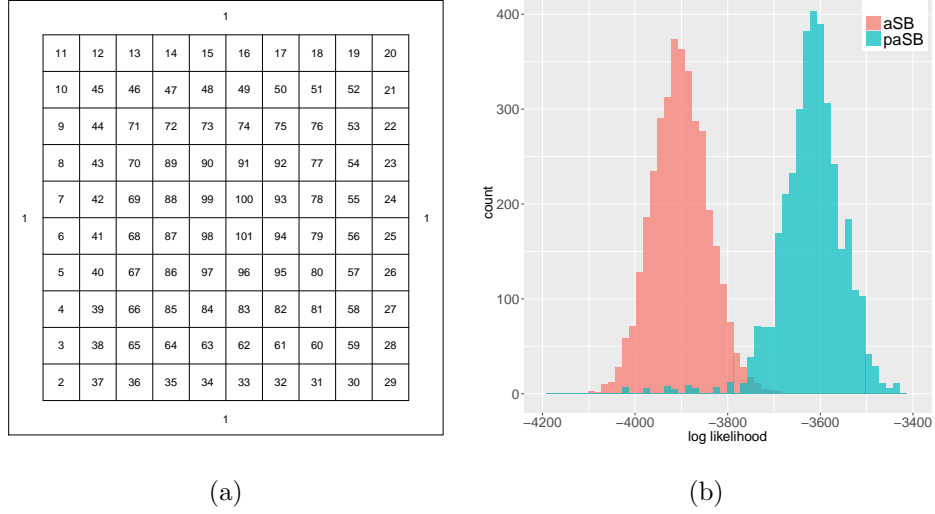 1
11 12 13 14 15 16 17 18 19 20
10 45 46 47 48 49 50 51 52 21
9 44 71 72 73 74 75 76 53 22
8 43 70 89 90 91 92 77 54 23
7 42 69 88 99 100 93 78 55 24
1 1
6 41 68 87 98 101 94 79 56 25
5 40 67 86 97 96 95 80 57 26
4 39 66 85 84 83 82 81 58 27
3 38 65 64 63 62 61 60 59 28
2 37 36 35 34 33 32 31 30 29
1
(a)
aSB
paSB
400
300
200
100
0
count
−4200 −4000 −3800 −3600 −3400
log likelihood
(b)